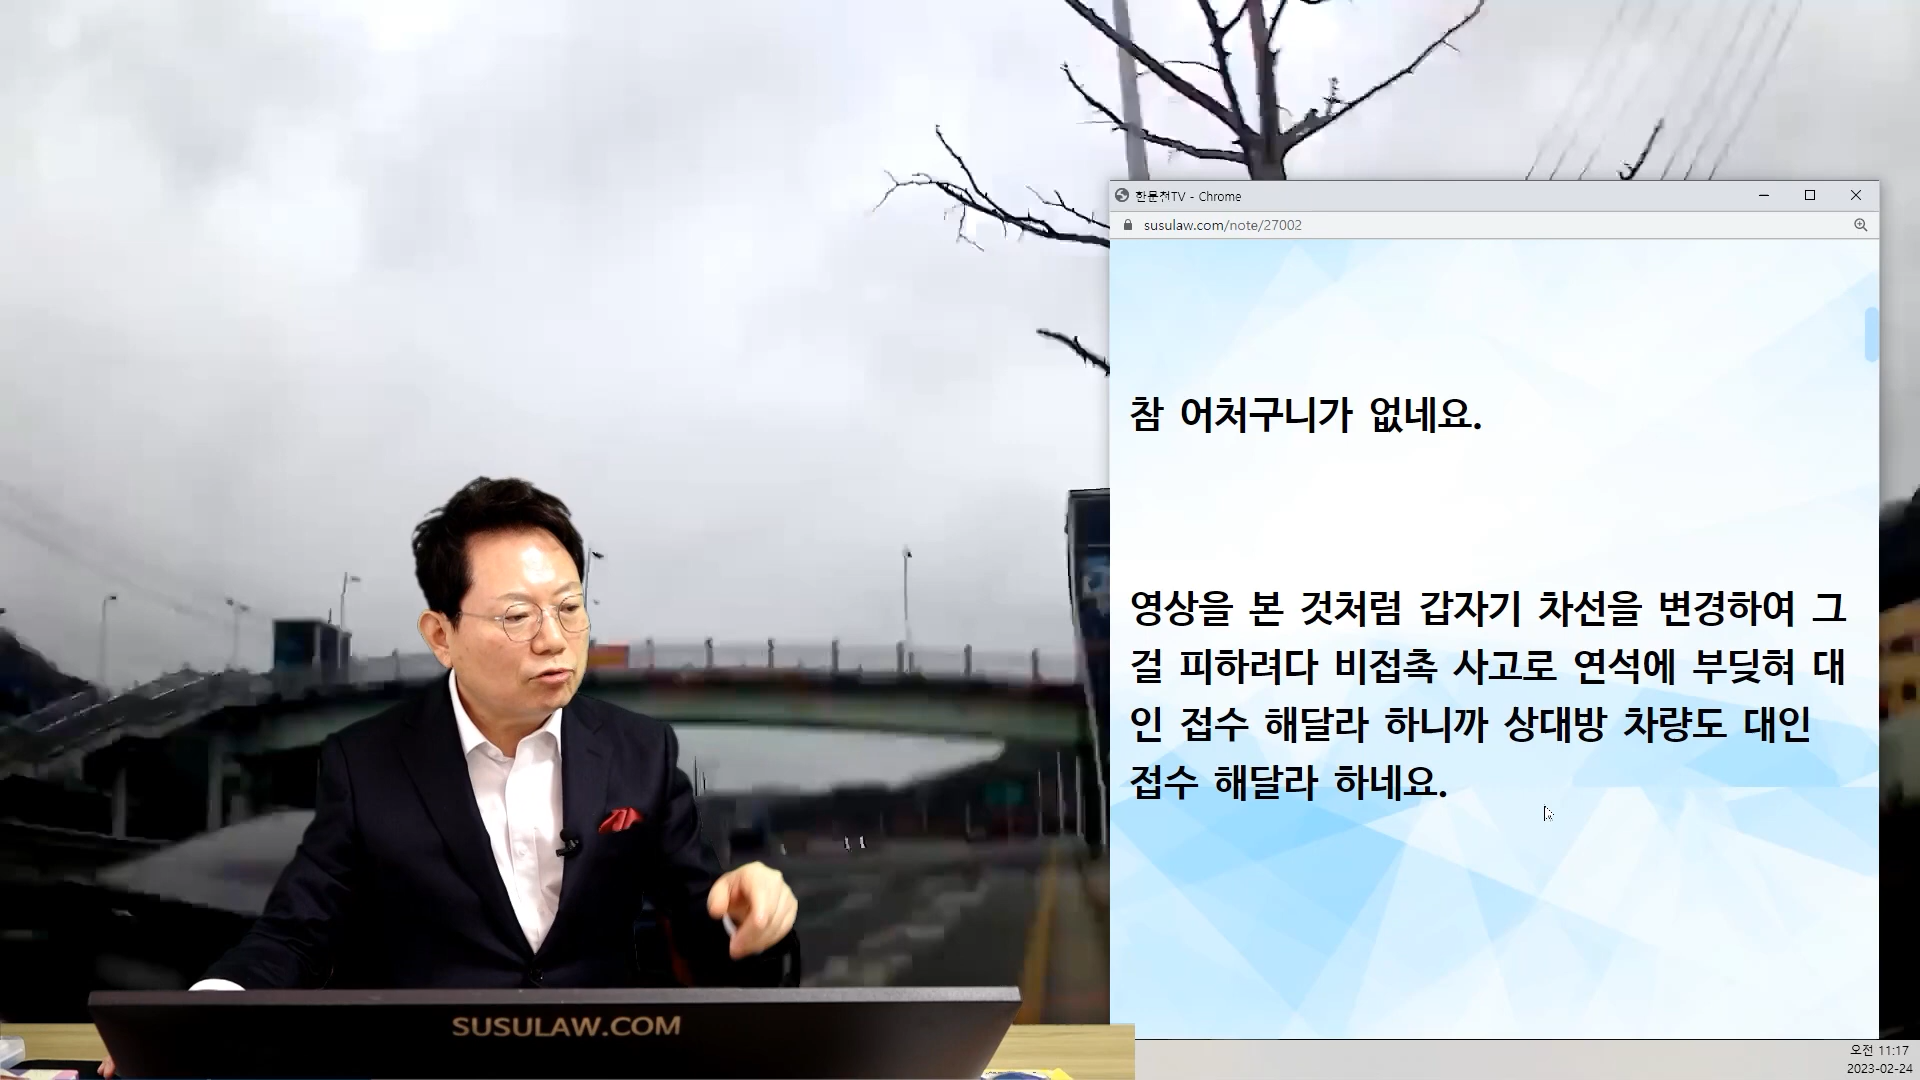 한문철TV - Chrome
susulaw.com/note/27002
참 어처구니가 없네요.
영상을 본 것처럼 갑자기 차선을 변경하여 그
걸 피하려다 비접촉 사고로 연석에 부딪혀 대
인 접수 해달라 하니까 상대방 차량도 대인
접수 해달라 하네요.
SUSULAW.COM
오전 11:17
2023-02-24